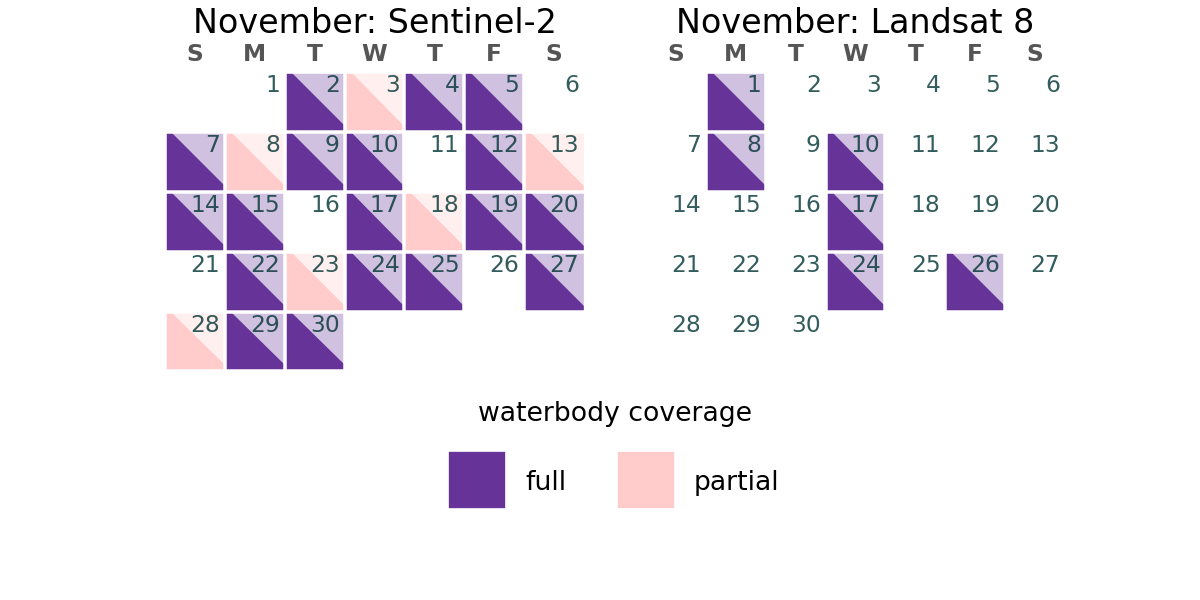 November: Sentinel-2
S M T W T F S
1 2 3 4 5 6
7 8 9 10 11 12 13
14 15 16 17 18 19 20
21 22 23 24 25 26 27
28 29 30
November: Landsat 8
S M T W T F S
1 2 3 4 5 6
7 8 9 10 11 12 13
14 15 16 17 18 19 20
21 22 23 24 25 26 27
28 29 30
waterbody coverage
full partial